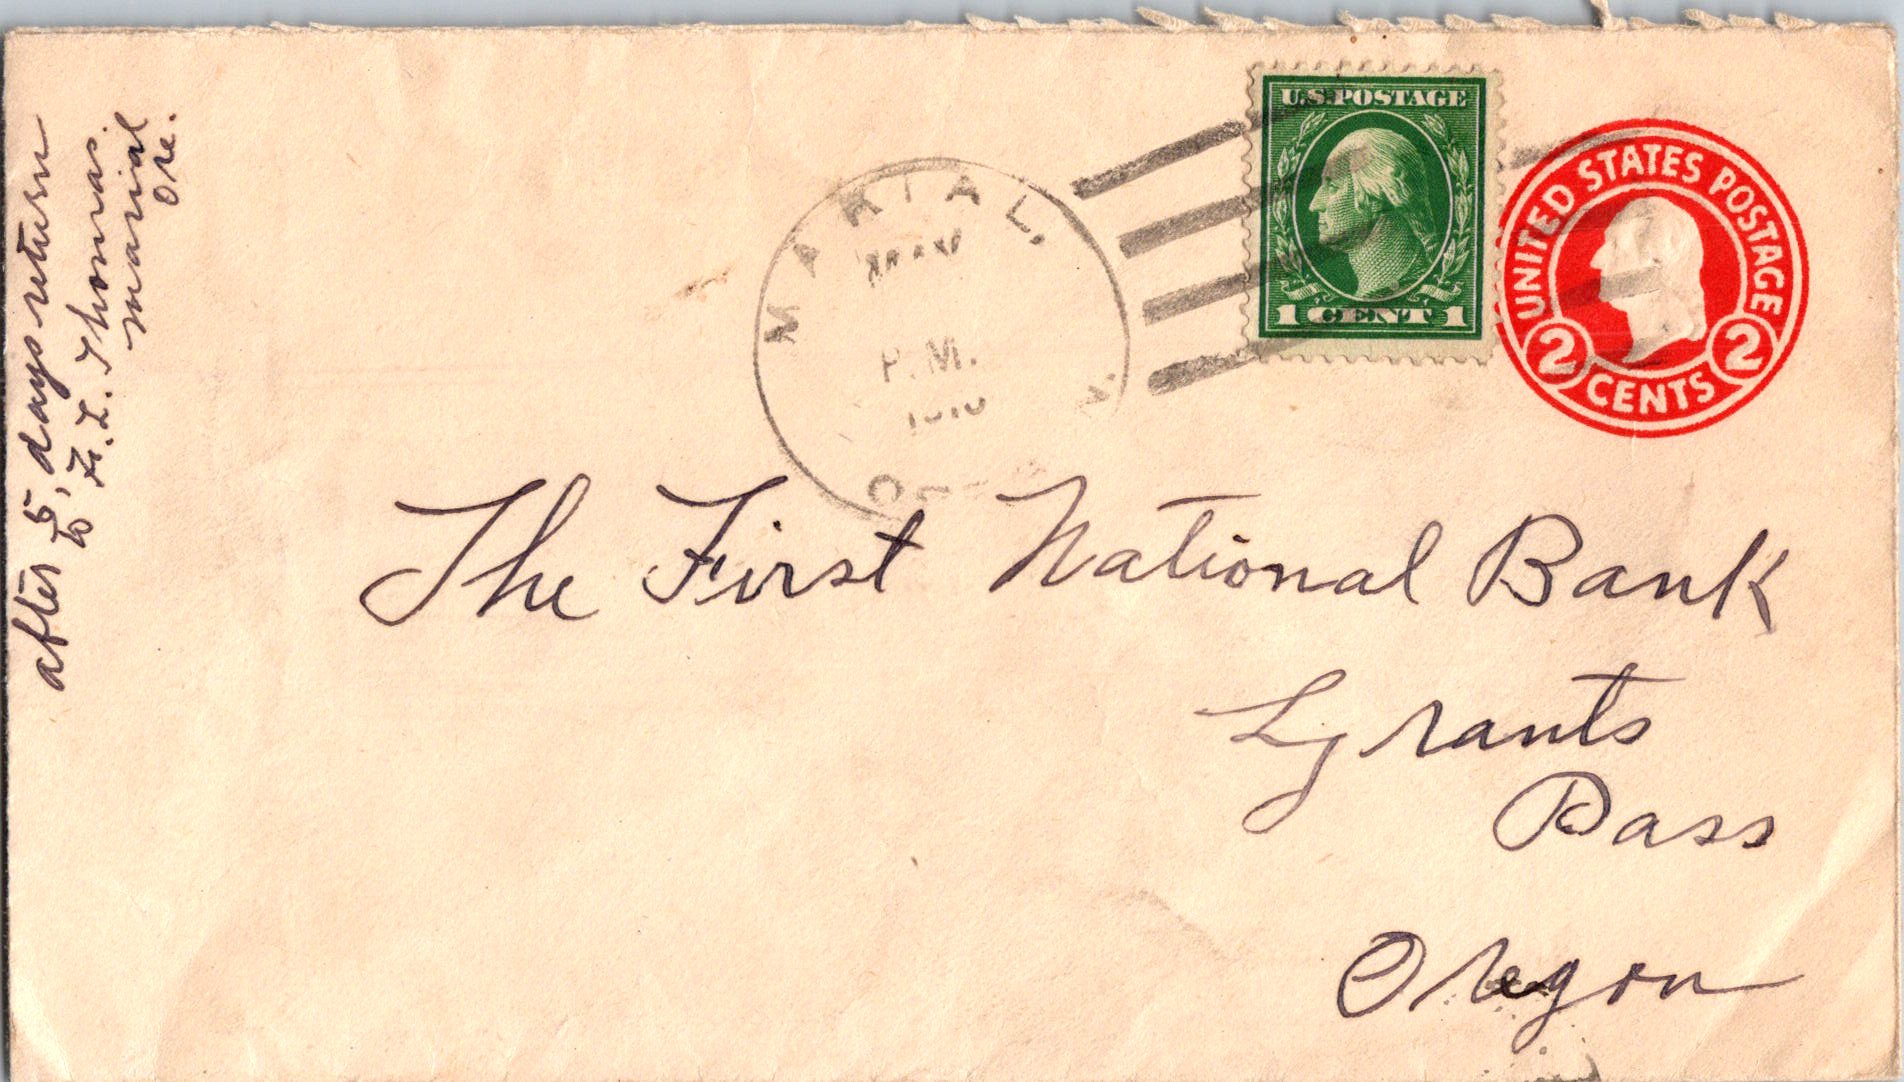 after 5, days return
to F. L. Thomas.
Marial
Ore.
MARIAL,
P.M.
U.S. POSTAGE
1 CENT 1
UNITED STATES POSTAGE
2 CENTS 2
The First National Bank
Grants
Pass
Oregon